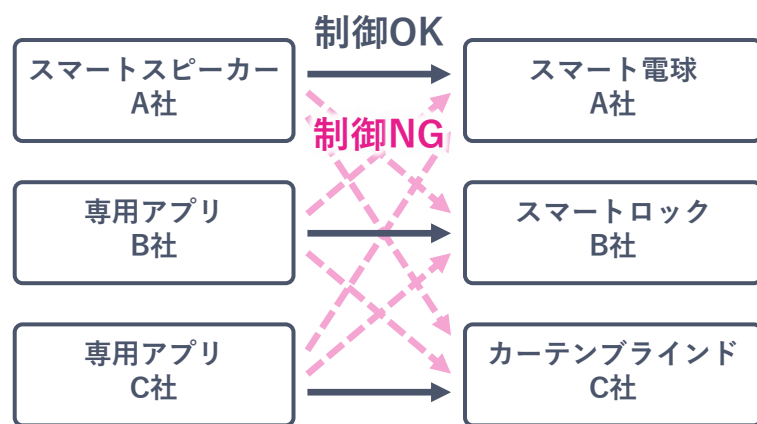 制御OK
スマートスピーカー
A社
スマート電球
A社
制御NG
専用アプリ
B社
スマートロック
B社
専用アプリ
C社
カーテンブラインド
C社